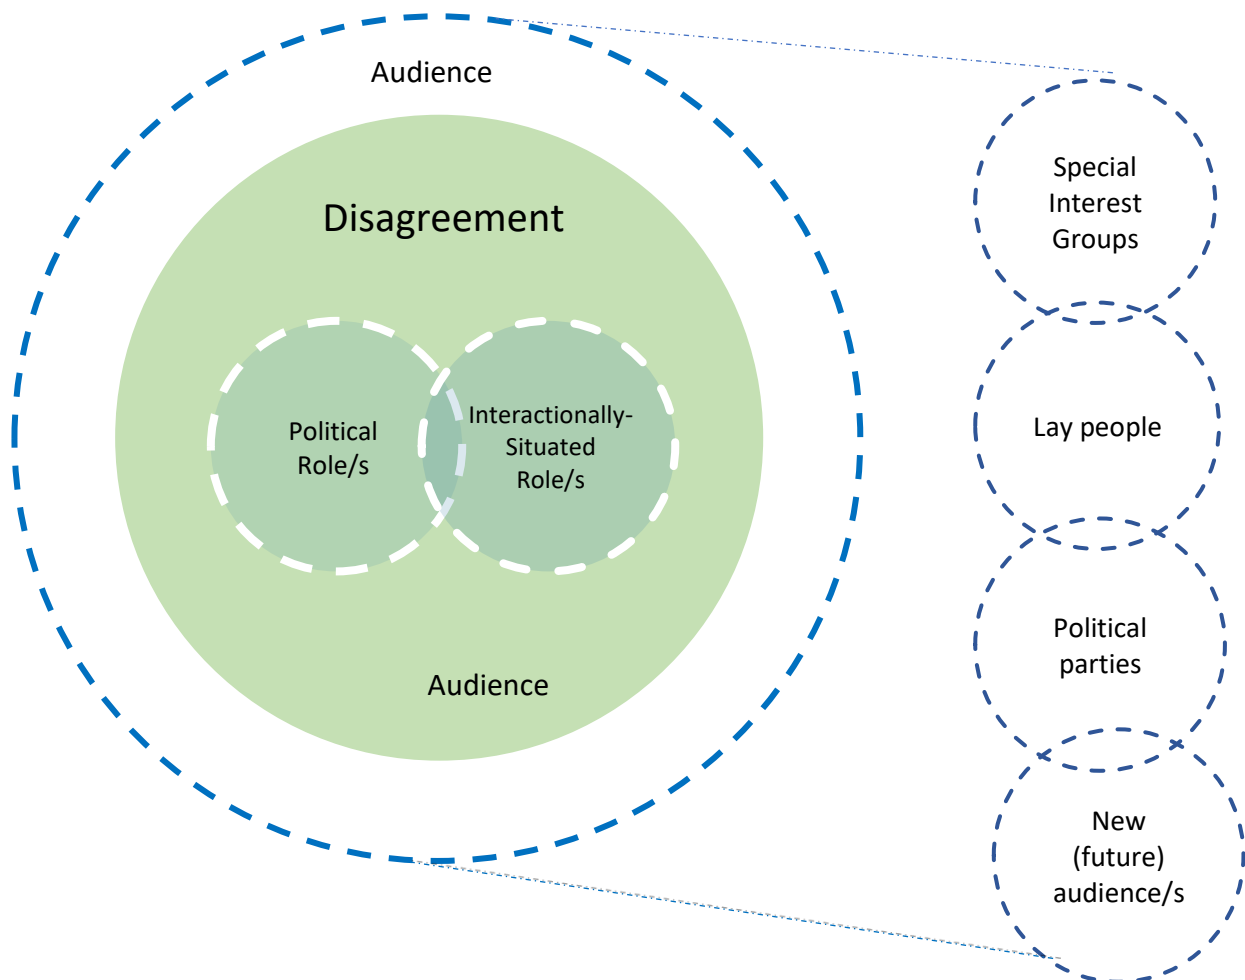 Audience
Disagreement
Political
Role/s
Interactionally-
Situated
Role/s
Audience
Special
Interest
Groups
Lay people
Political
parties
New
(future)
audience/s